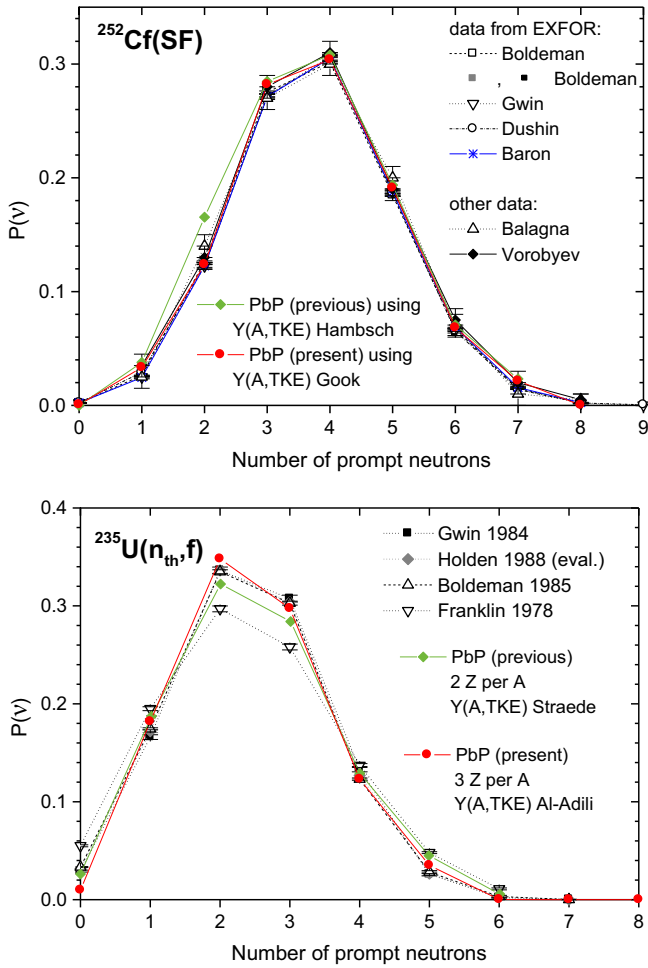 ²⁵²Cf(SF)
data from EXFOR:
Boldeman
, Boldeman
Gwin
Dushin
Baron
other data:
Balagna
Vorobyev
PbP (previous) using
Y(A,TKE) Hambsch
PbP (present) using
Y(A,TKE) Gook
P(ν)
0.3
0.2
0.1
0.0
0 1 2 3 4 5 6 7 8 9
Number of prompt neutrons
²³⁵U(nₜₕ,f)
Gwin 1984
Holden 1988 (eval.)
Boldeman 1985
Franklin 1978
PbP (previous)
2 Z per A
Y(A,TKE) Straede
PbP (present)
3 Z per A
Y(A,TKE) Al-Adili
P(ν)
0.4
0.3
0.2
0.1
0.0
0 1 2 3 4 5 6 7 8
Number of prompt neutrons